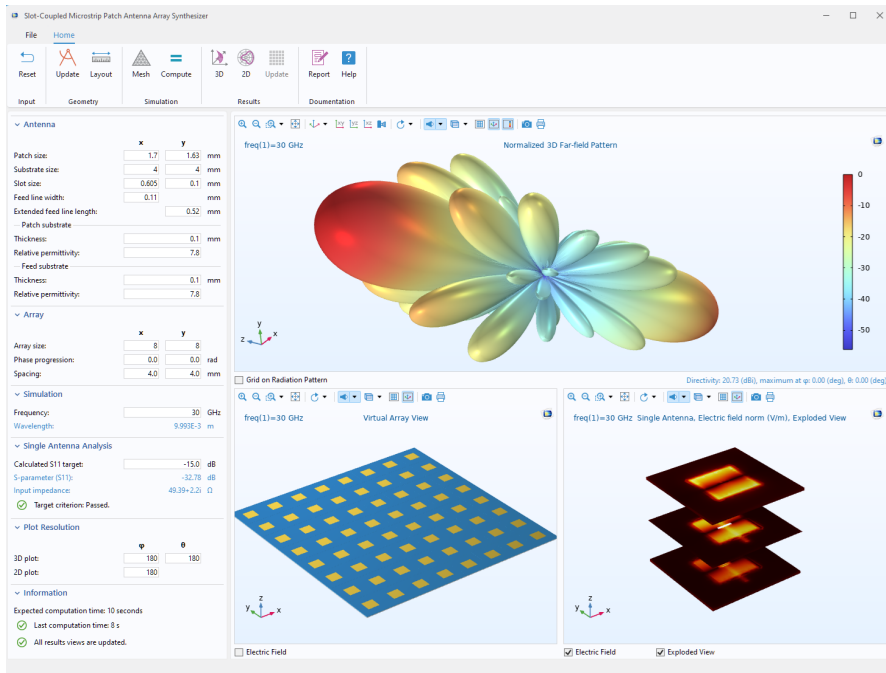 Slot-Coupled Microstrip Patch Antenna Array Synthesizer
File Home
Reset Update Layout Mesh Compute 3D 2D Update Report Help
Input Geometry Simulation Results Documentation
Antenna
x y
Patch size: 1.7 1.63 mm
Substrate size: 4 4 mm
Slot size: 0.605 0.1 mm
Feed line width: 0.11 mm
Extended feed line length: 0.52 mm
Patch substrate
Thickness: 0.1 mm
Relative permittivity: 7.8
Feed substrate
Thickness: 0.1 mm
Relative permittivity: 7.8
Array
x y
Array size: 8 8
Phase progression: 0.0 0.0 rad
Spacing: 4.0 4.0 mm
Simulation
Frequency: 30 GHz
Wavelength: 9.993E-3 m
Single Antenna Analysis
Calculated S11 target: -15.0 dB
S-parameter (S11): -32.78 dB
Input impedance: 49.39+2.2i Ω
Target criterion: Passed.
Plot Resolution
φ θ
3D plot: 180 180
2D plot: 180
Information
Expected computation time: 10 seconds
Last computation time: 8 s
All results views are updated.
xy yz xz
freq(1)=30 GHz Normalized 3D Far-field Pattern
0
-10
-20
-30
-40
-50
y
z x
Grid on Radiation Pattern
Directivity: 20.73 (dBi), maximum at φ: 0.00 (deg), θ: 0.00 (deg)
freq(1)=30 GHz Virtual Array View
z
y x
Electric Field
freq(1)=30 GHz Single Antenna, Electric field norm (V/m), Exploded View
z
y x
Electric Field Exploded View